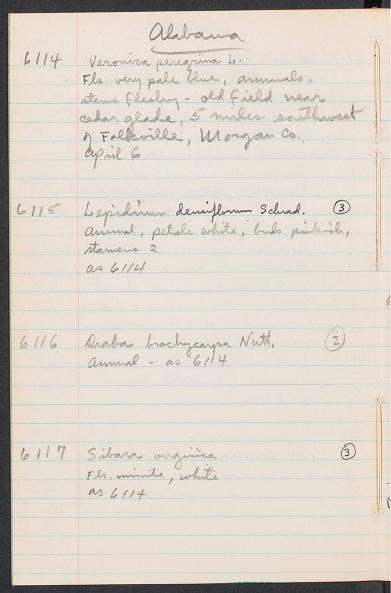 Alabama
6114 Veronica peregrina L.
Fls. very pale blue, annuals,
stems fleshy - old field near
cedar glade, 5 miles southwest
of Falkville, Morgan Co.,
April 6
6115 Lepidium densiflorum Schrad. 3
annual, petals white, buds pinkish,
stamens 2
as 6114
6116 Draba brachycarpa Nutt. 2
annual - as 6114
6117 Sibara virginica 3
Fls. minute, white
as 6114